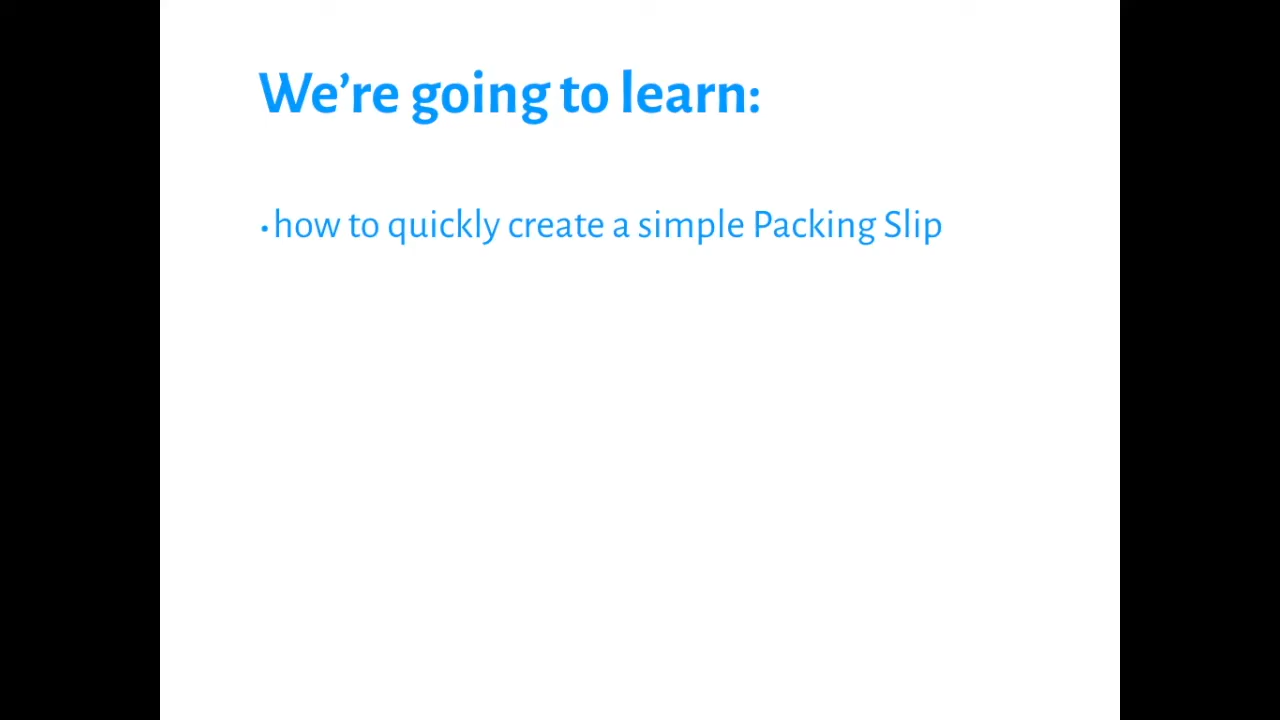 We’re going to learn:
•how to quickly create a simple Packing Slip